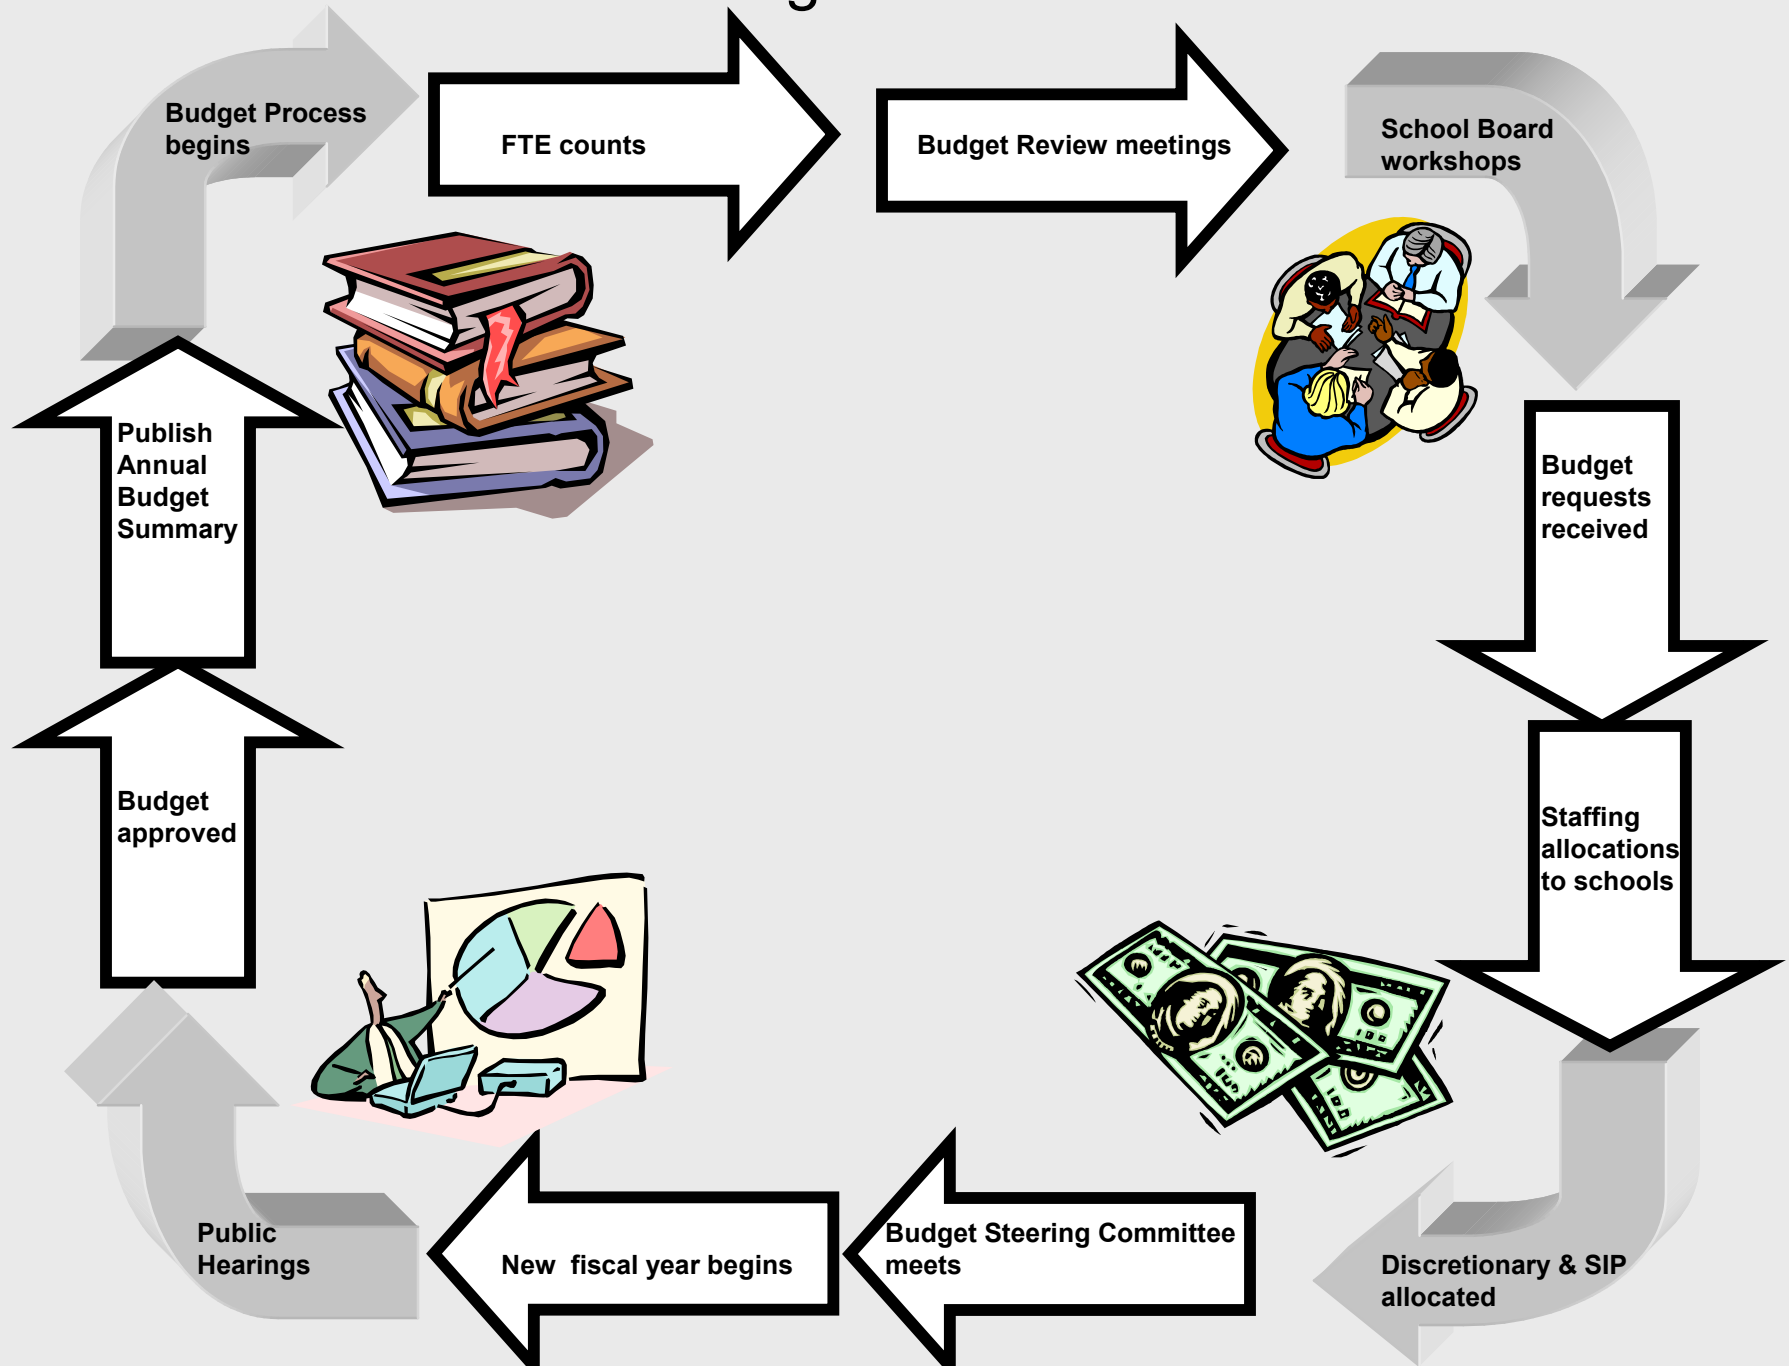 Budget Process
begins
FTE counts
Budget Review meetings
School Board
workshops
Budget
requests
received
Staffing
allocations
to schools
Discretionary & SIP
allocated
Budget Steering Committee
meets
New  fiscal year begins
Public
Hearings
Budget
approved
Publish
Annual
Budget
Summary